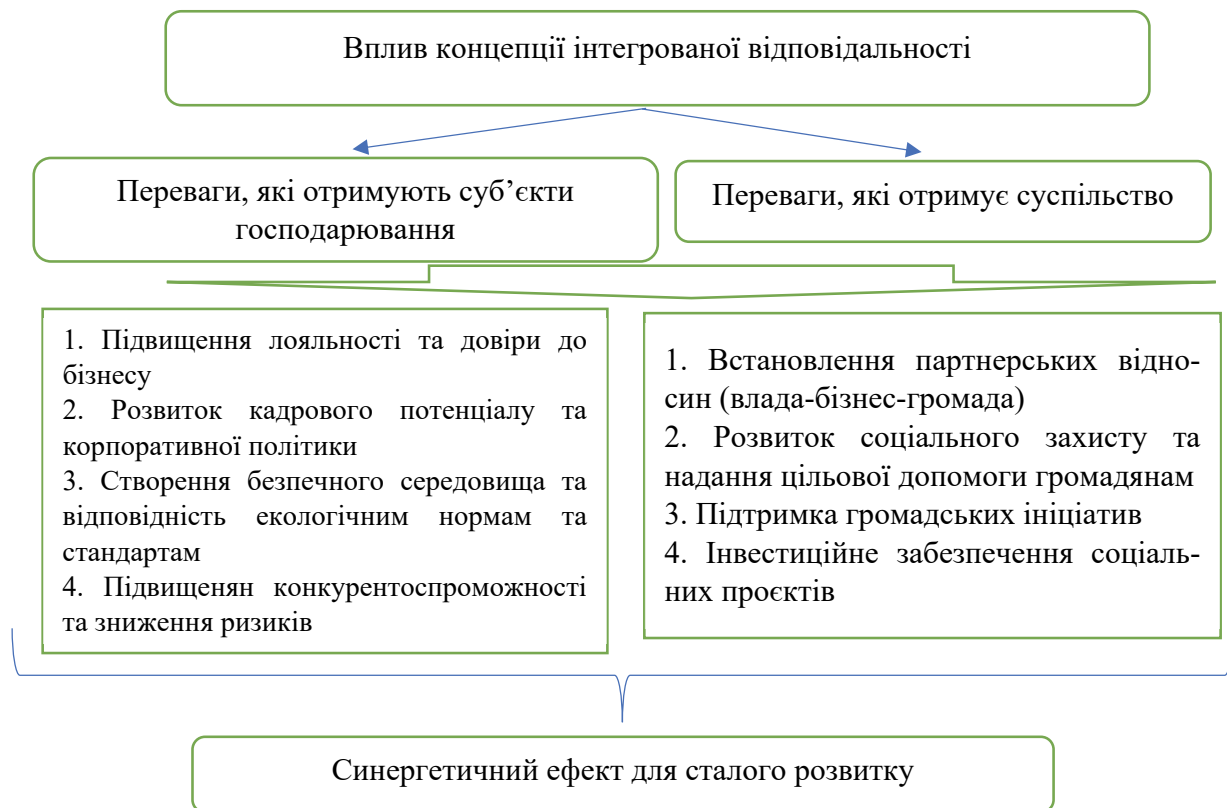 Вплив концепції інтегрованої відповідальності
Переваги, які отримують суб’єкти
господарювання
Переваги, які отримує суспільство
1. Підвищення лояльності та довіри до
бізнесу
2. Розвиток кадрового потенціалу та
корпоративної політики
3. Створення безпечного середовища та
відповідність екологічним нормам та
стандартам
4. Підвищенян конкурентоспроможності
та зниження ризиків
1. Встановлення партнерських відно-
син (влада-бізнес-громада)
2. Розвиток соціального захисту та
надання цільової допомоги громадянам
3. Підтримка громадських ініціатив
4. Інвестиційне забезпечення соціаль-
них проєктів
Синергетичний ефект для сталого розвитку